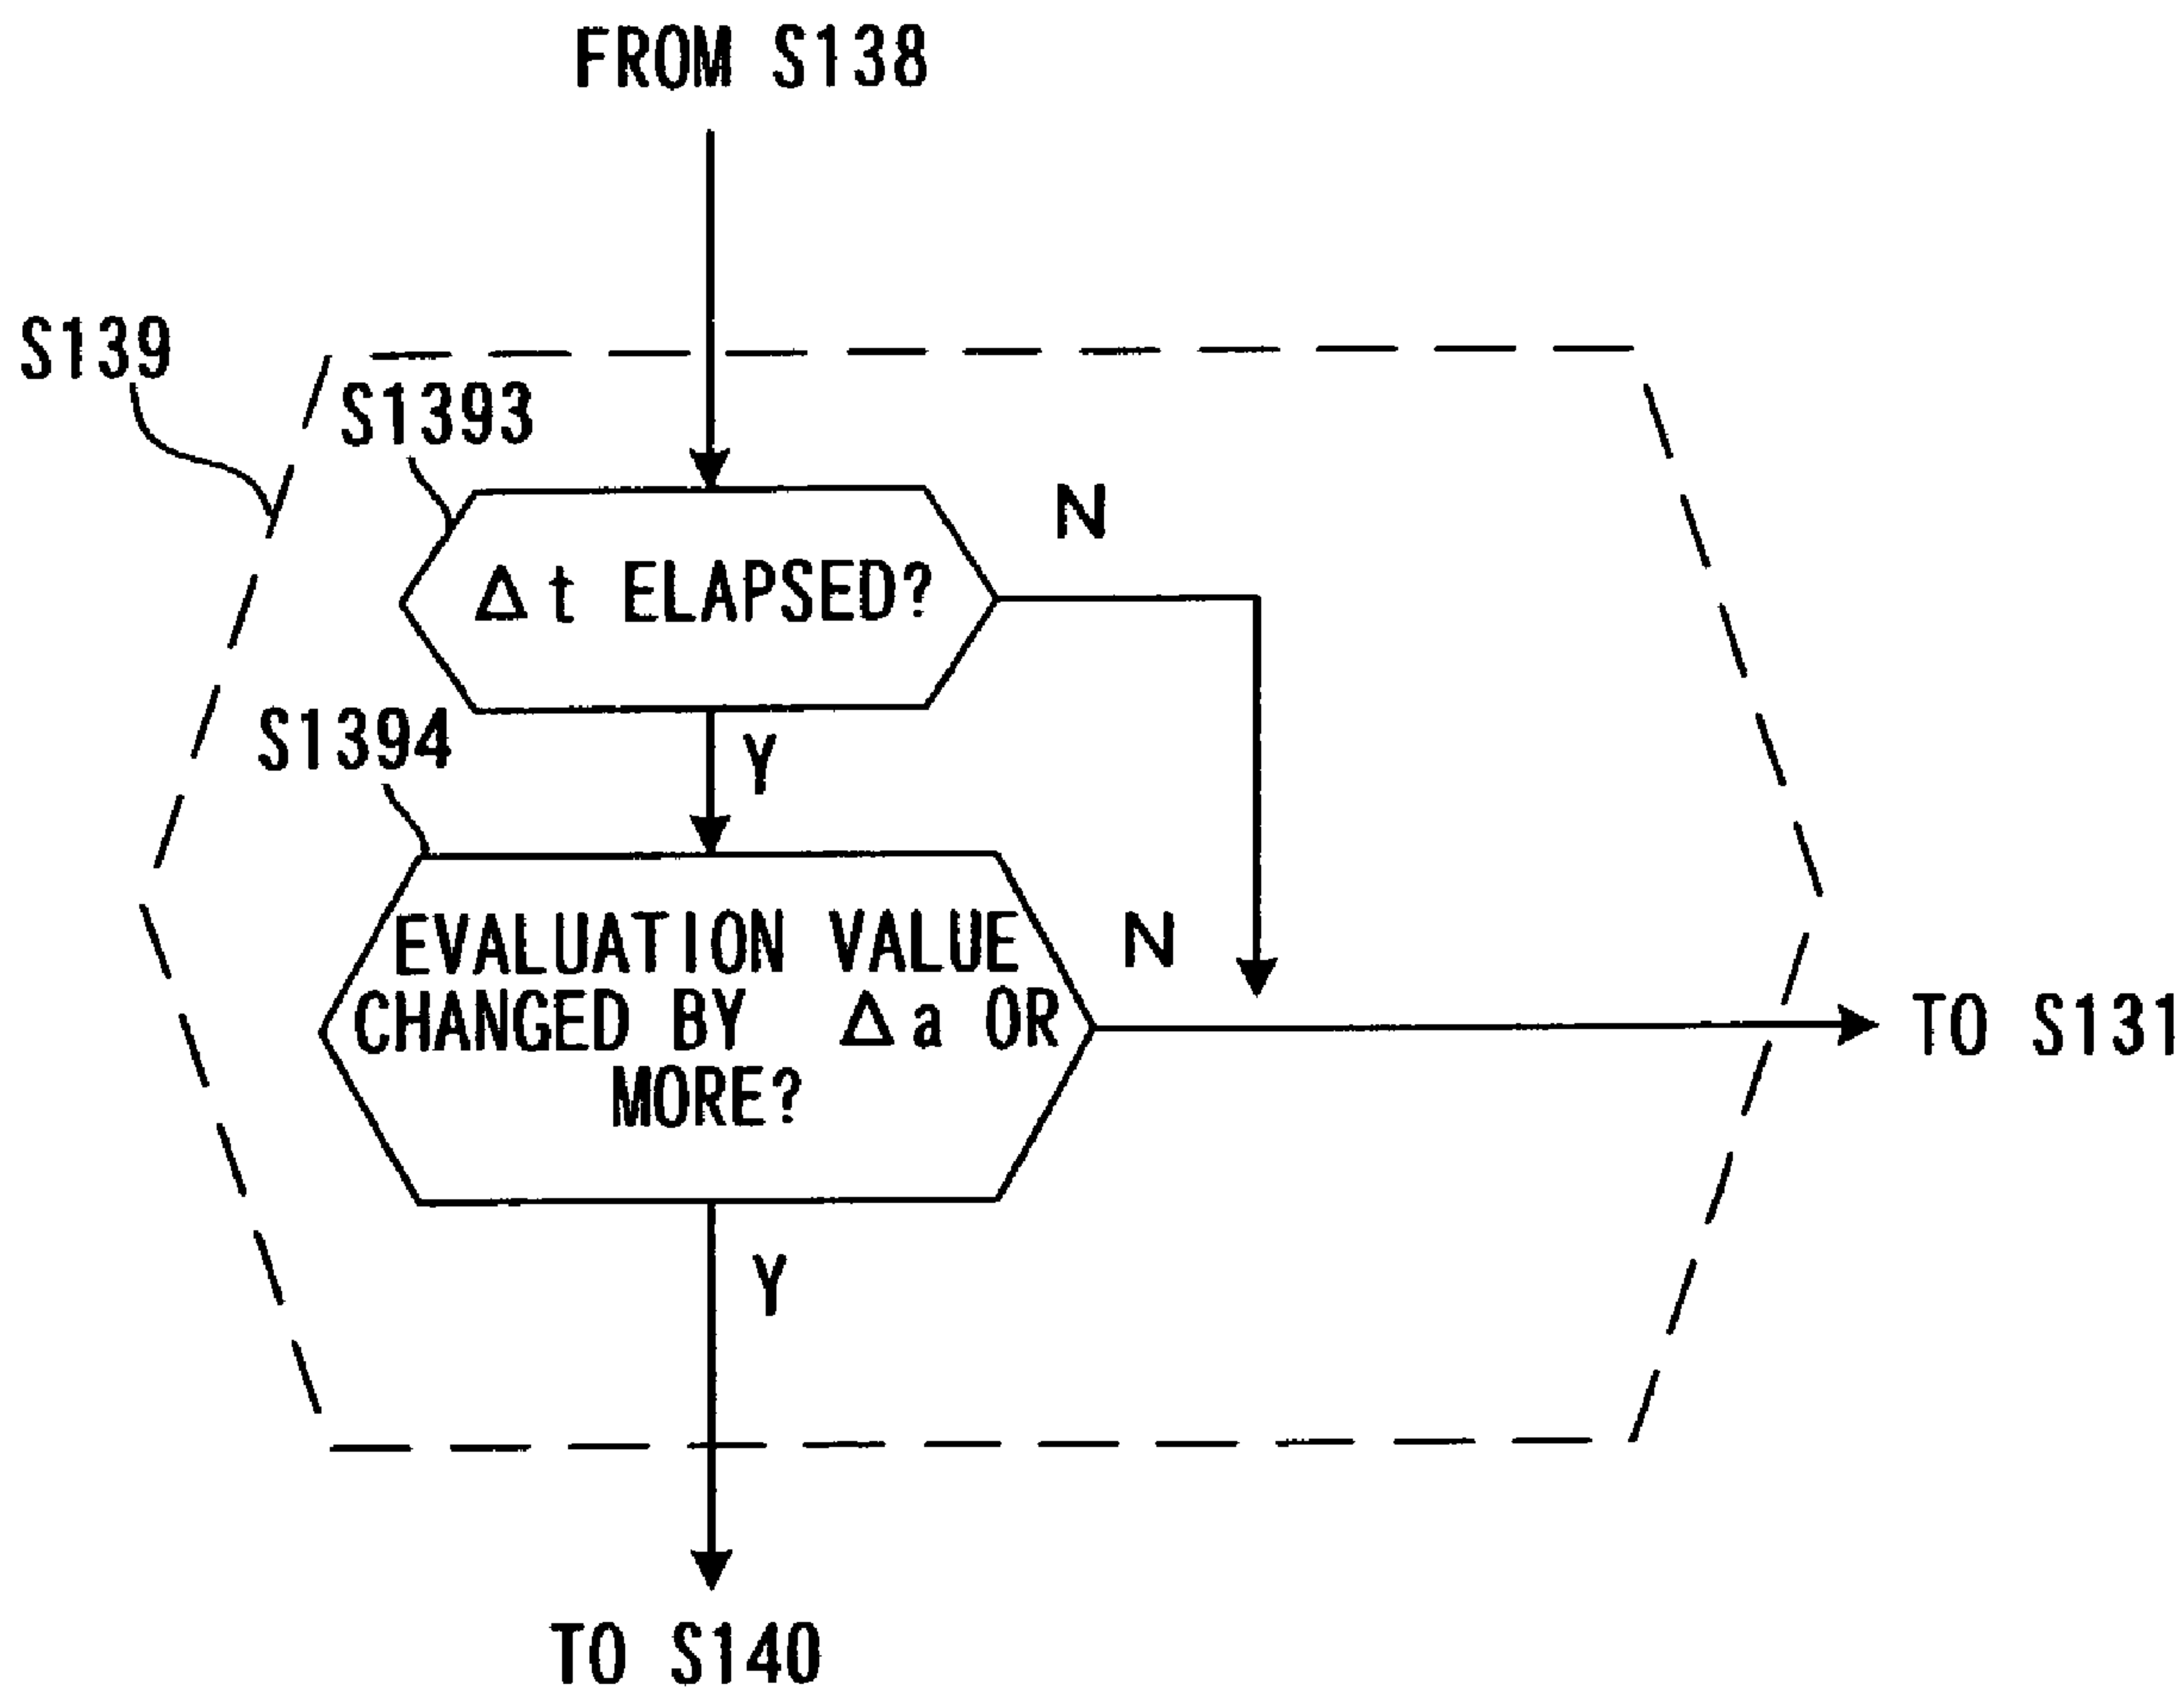 FROM S138
S139
S1393
N
Δt ELAPSED?
S1394
Y
EVALUATION VALUE
CHANGED BY Δa OR
MORE?
N
TO S131
Y
TO S140